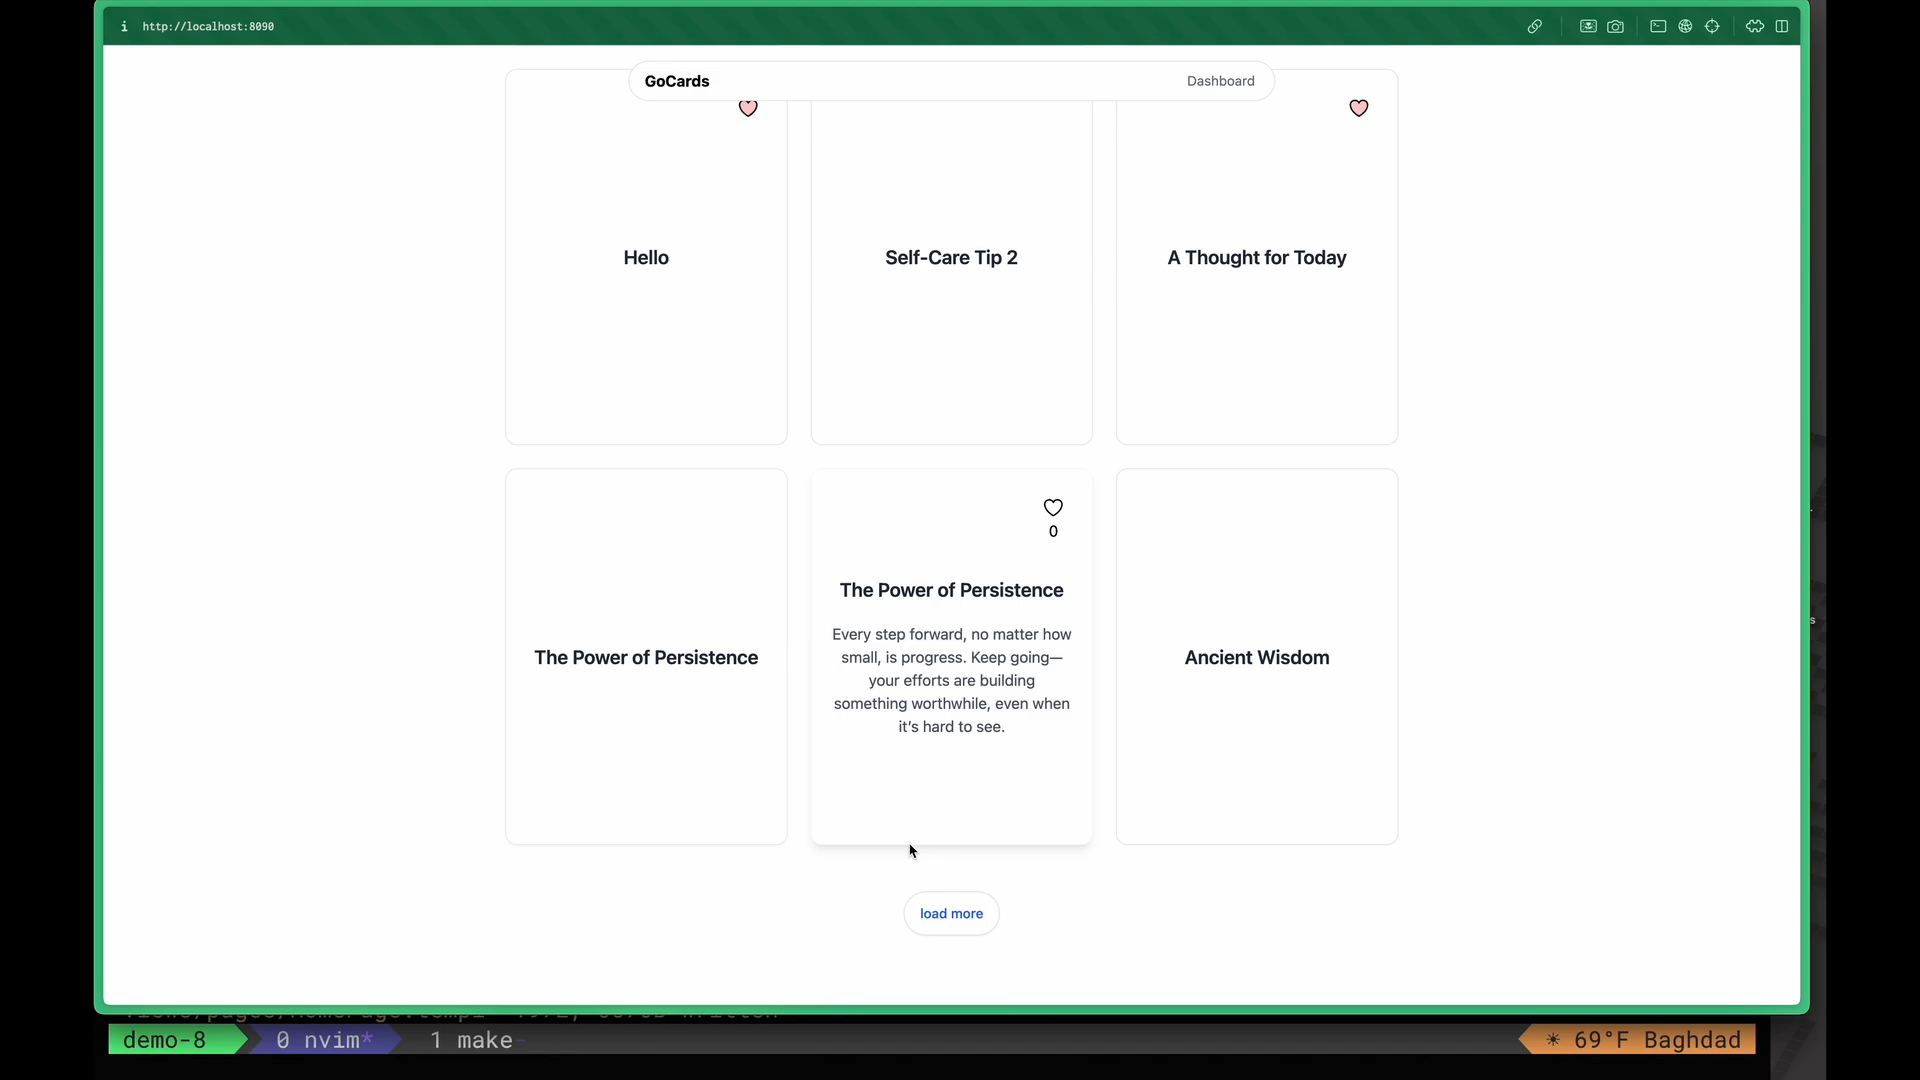 i http://localhost:8090
GoCards
Dashboard
Hello
Self-Care Tip 2
A Thought for Today
The Power of Persistence
0
The Power of Persistence
Every step forward, no matter how
small, is progress. Keep going—
your efforts are building
something worthwhile, even when
it's hard to see.
Ancient Wisdom
load more
demo-8
0 nvim*
1 make-
69°F Baghdad